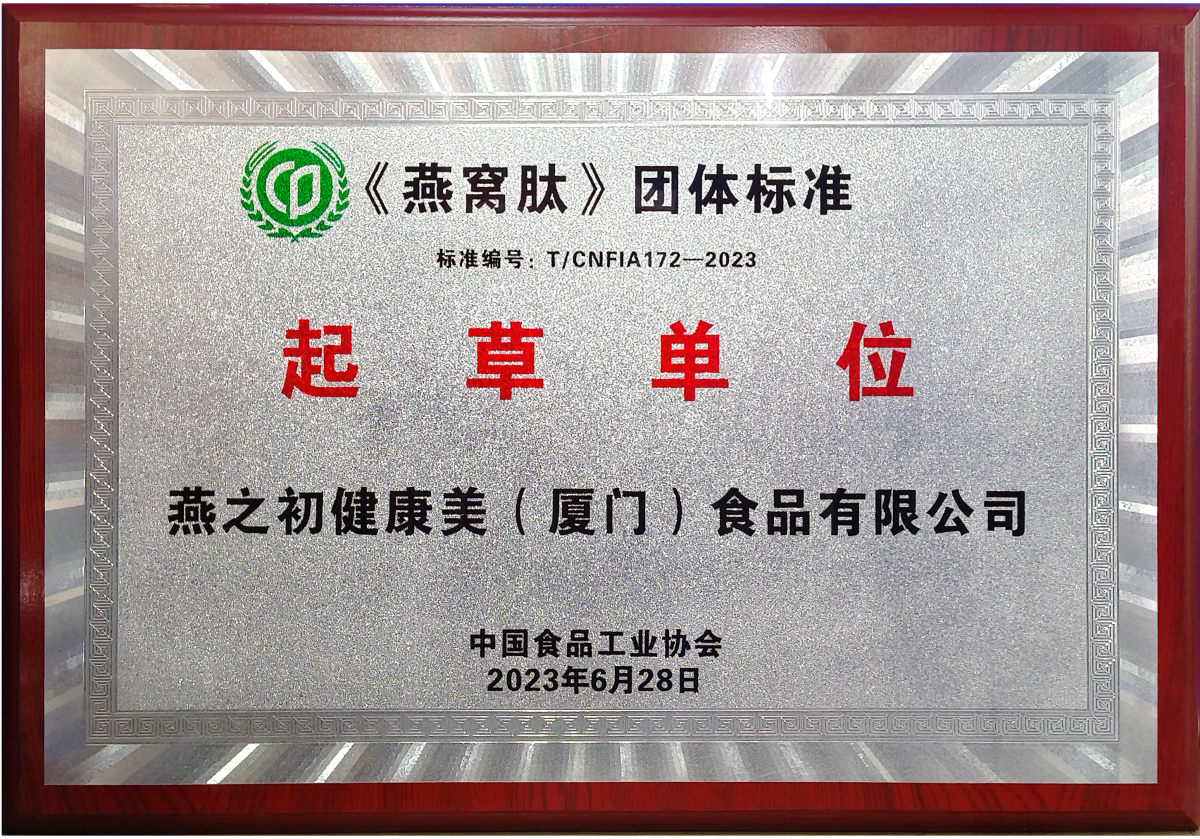 《燕窝肽》团体标准
标准编号：T/CNFIA172—2023
起草单位
燕之初健康美（厦门）食品有限公司
中国食品工业协会
2023年6月28日